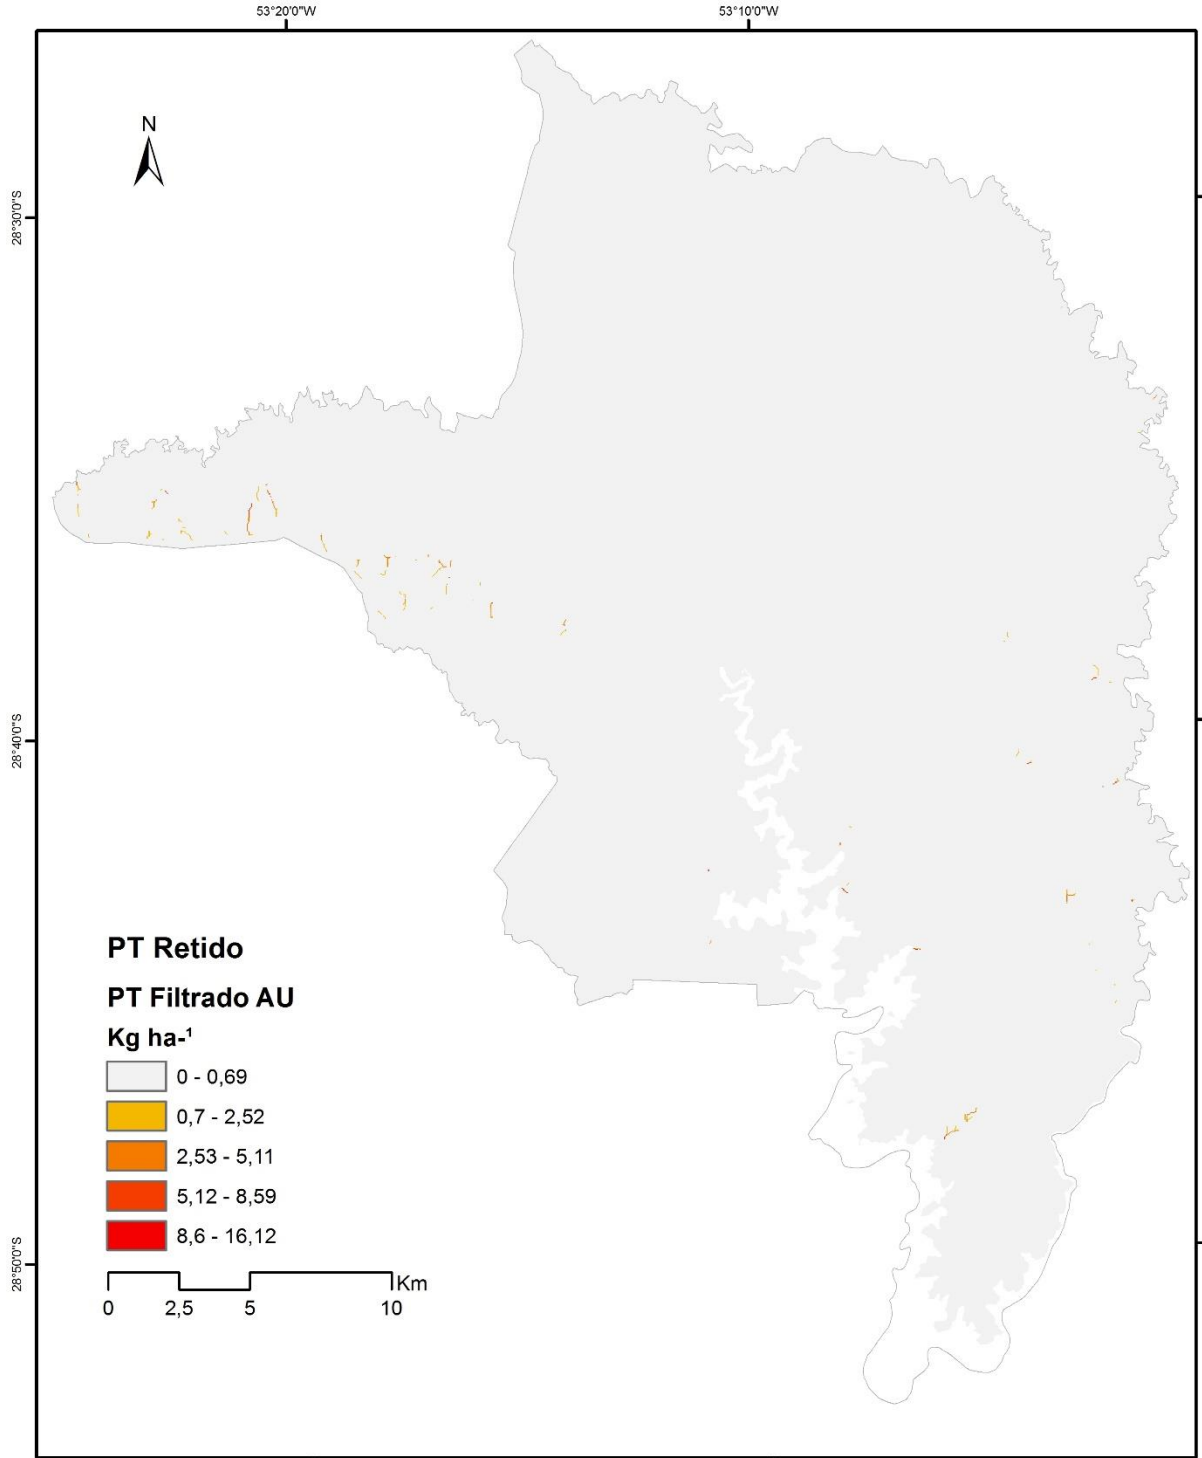 53°20'0"W
53°10'0"W
N
28°30'0"S
28°40'0"S
28°50'0"S
PT Retido
PT Filtrado AU
Kg ha-¹
0 - 0,69
0,7 - 2,52
2,53 - 5,11
5,12 - 8,59
8,6 - 16,12
Km
0 2,5 5 10